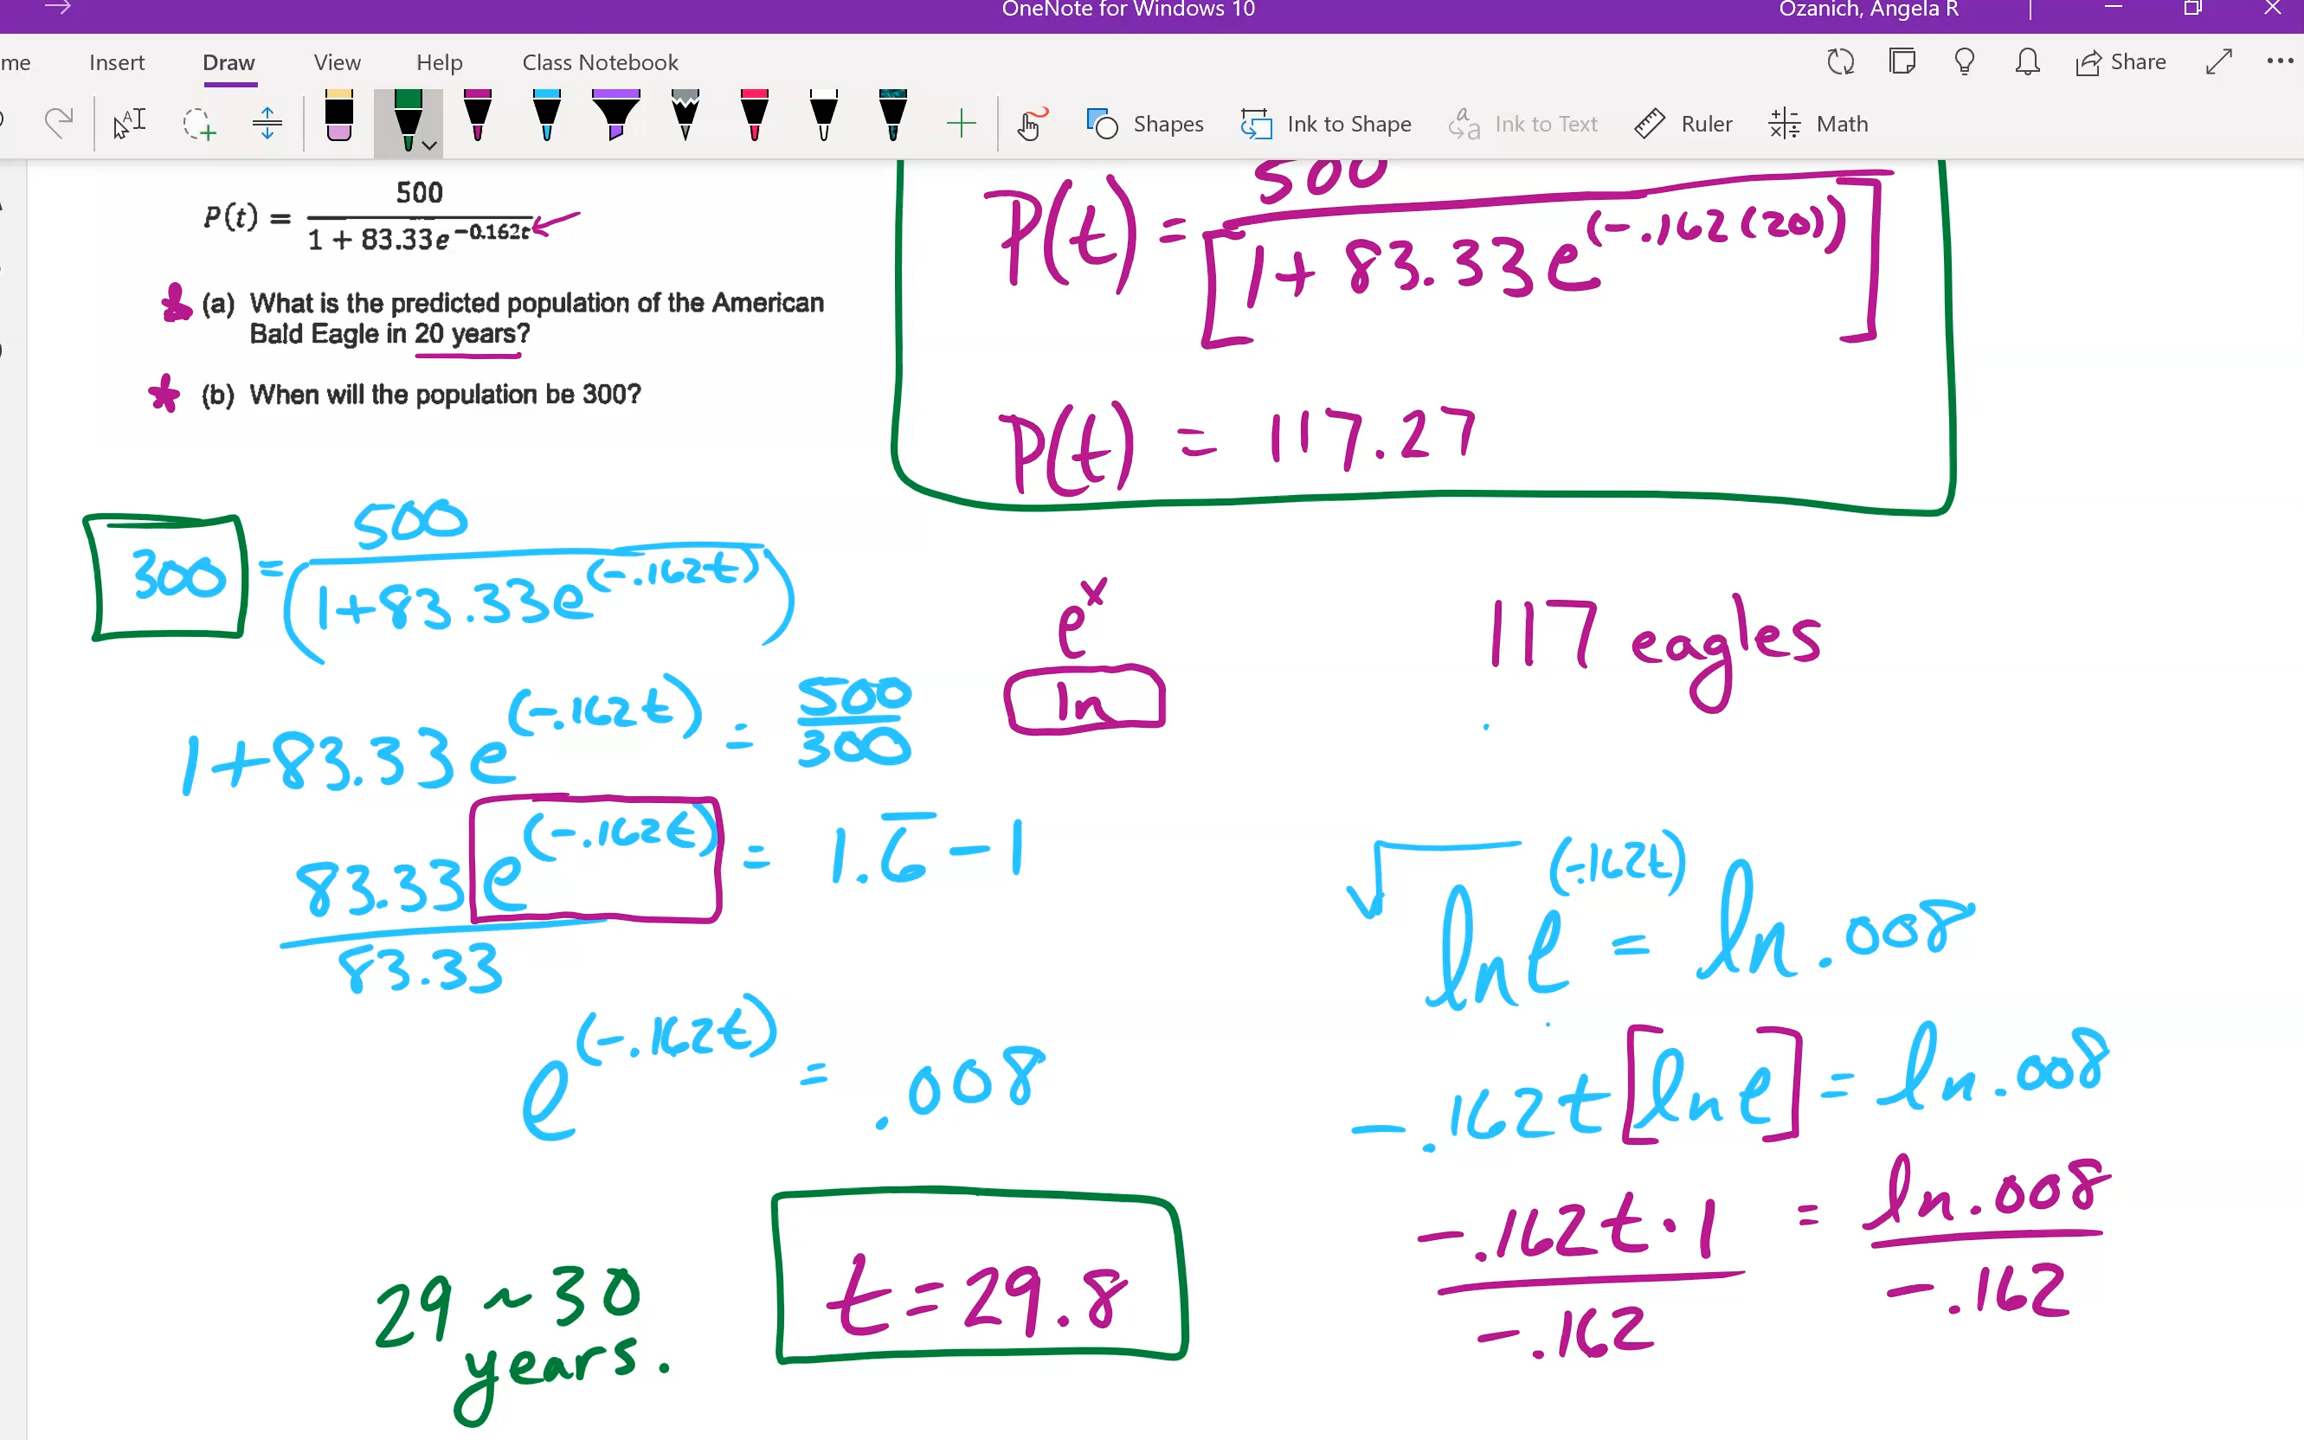 OneNote for Windows 10
Ozanich, Angela R
me Insert Draw View Help Class Notebook
Share
Shapes Ink to Shape Ink to Text Ruler Math
P(t) = 500 / 1 + 83.33e^-0.162t
(a) What is the predicted population of the American
Bald Eagle in 20 years?
(b) When will the population be 300?
P(t) = 500 / [1 + 83.33e^(-.162(20))]
P(t) = 117.27
117 eagles
300 = 500 / (1+83.33e^(-.162t))
e^x
ln
1+83.33e^(-.162t) = 500/300
83.33e^(-.162t) / 83.33 = 1.6̅ - 1
e^(-.162t) = .008
√ ln e^(-.162t) = ln .008
-.162t [ln e] = ln .008
-.162t · 1 / -.162 = ln .008 / -.162
t = 29.8
29 ~ 30
years.